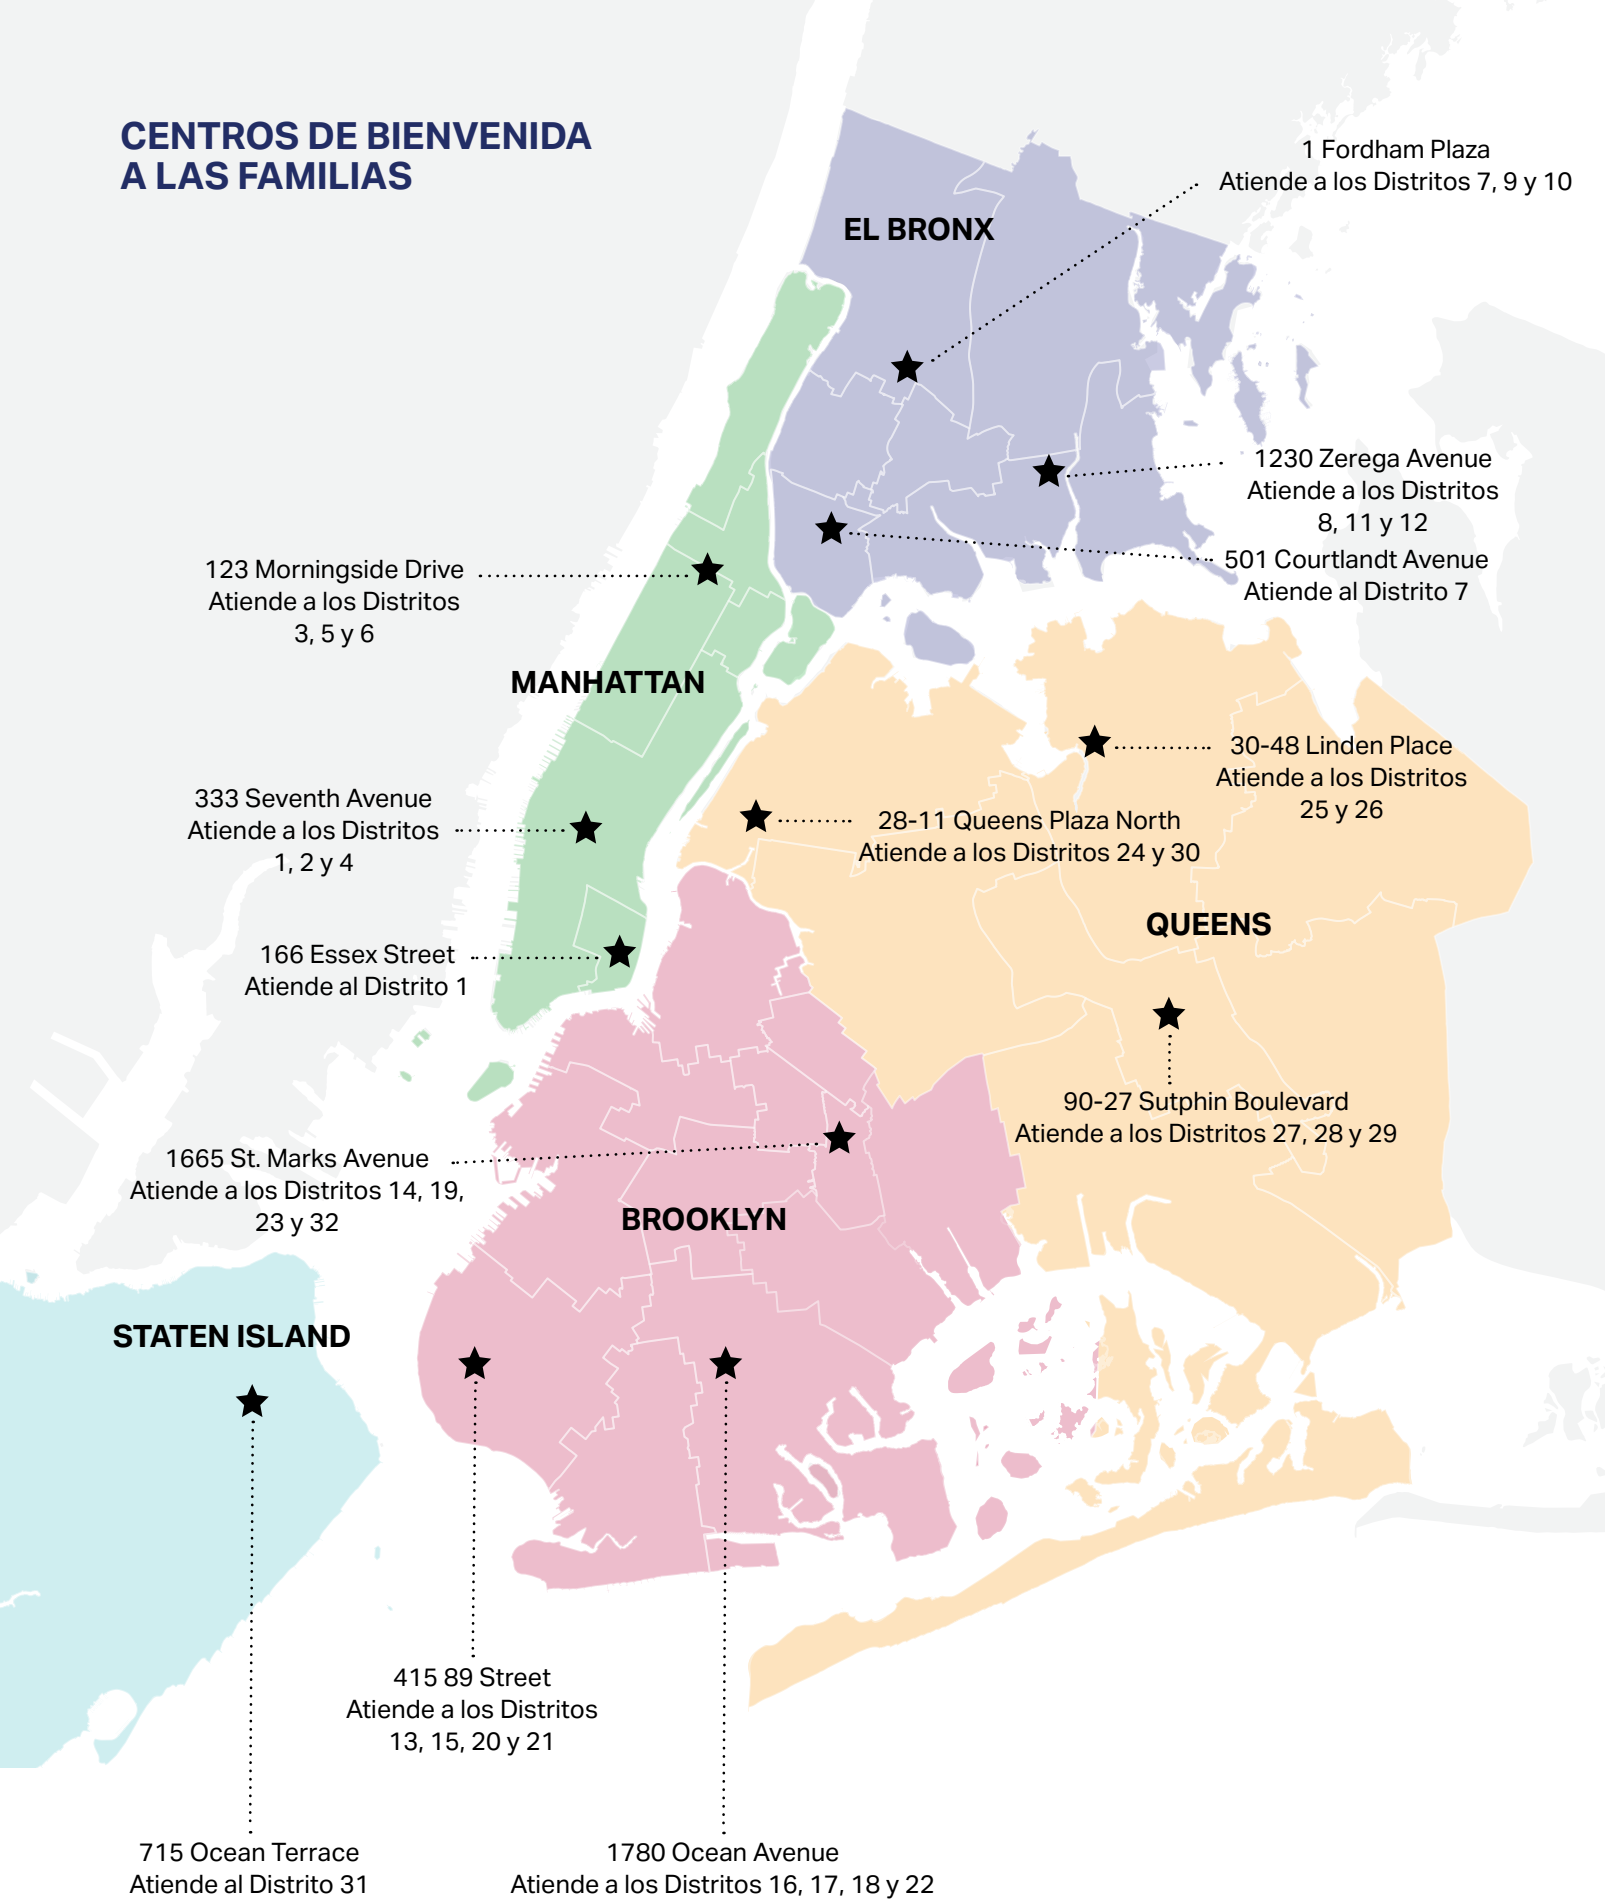 CENTROS DE BIENVENIDA
A LAS FAMILIAS
1 Fordham Plaza
Atiende a los Distritos 7, 9 y 10
EL BRONX
1230 Zerega Avenue
Atiende a los Distritos
8, 11 y 12
501 Courtlandt Avenue
Atiende al Distrito 7
123 Morningside Drive
Atiende a los Distritos
3, 5 y 6
MANHATTAN
30-48 Linden Place
Atiende a los Distritos
25 y 26
333 Seventh Avenue
Atiende a los Distritos
1, 2 y 4
28-11 Queens Plaza North
Atiende a los Distritos 24 y 30
QUEENS
166 Essex Street
Atiende al Distrito 1
90-27 Sutphin Boulevard
Atiende a los Distritos 27, 28 y 29
1665 St. Marks Avenue
Atiende a los Distritos 14, 19,
23 y 32
BROOKLYN
STATEN ISLAND
415 89 Street
Atiende a los Distritos
13, 15, 20 y 21
715 Ocean Terrace
Atiende al Distrito 31
1780 Ocean Avenue
Atiende a los Distritos 16, 17, 18 y 22